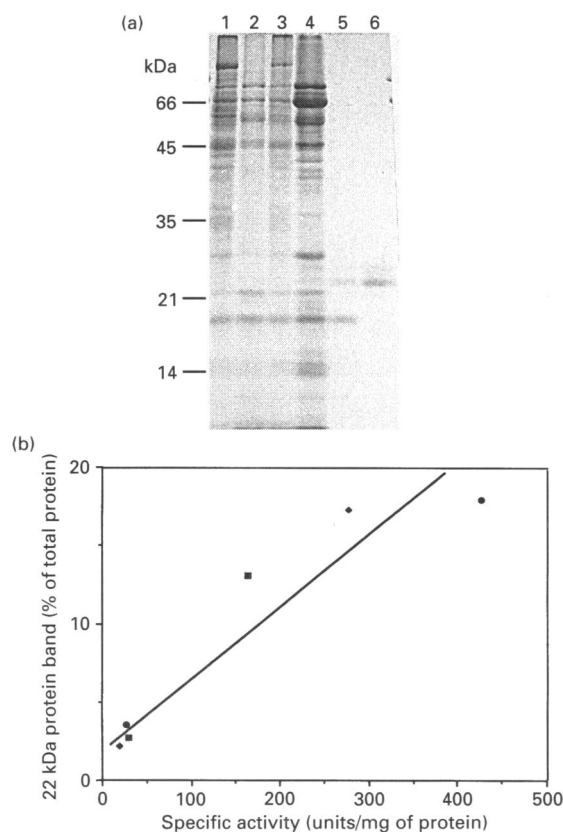 (a)
1 2 3 4 5 6
kDa
66
45
35
21
14
(b)
22 kDa protein band (% of total protein)
20
10
0
0 100 200 300 400 500
Specific activity (units/mg of protein)